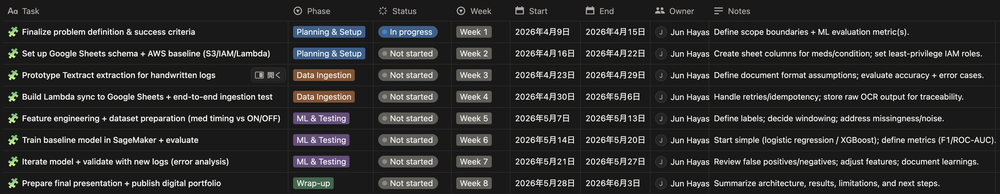 Aa Task Phase Status Week Start End Owner Notes
Finalize problem definition & success criteria Planning & Setup In progress Week 1 2026年4月9日 2026年4月15日 J Jun Hayas Define scope boundaries + ML evaluation metric(s).
Set up Google Sheets schema + AWS baseline (S3/IAM/Lambda) Planning & Setup Not started Week 2 2026年4月16日 2026年4月22日 J Jun Hayas Create sheet columns for meds/condition; set least-privilege IAM roles.
Prototype Textract extraction for handwritten logs 開く Data Ingestion Not started Week 3 2026年4月23日 2026年4月29日 J Jun Hayas Define document format assumptions; evaluate accuracy + error cases.
Build Lambda sync to Google Sheets + end-to-end ingestion test Data Ingestion Not started Week 4 2026年4月30日 2026年5月6日 J Jun Hayas Handle retries/idempotency; store raw OCR output for traceability.
Feature engineering + dataset preparation (med timing vs ON/OFF) ML & Testing Not started Week 5 2026年5月7日 2026年5月13日 J Jun Hayas Define labels; decide windowing; address missingness/noise.
Train baseline model in SageMaker + evaluate ML & Testing Not started Week 6 2026年5月14日 2026年5月20日 J Jun Hayas Start simple (logistic regression / XGBoost); define metrics (F1/ROC-AUC).
Iterate model + validate with new logs (error analysis) ML & Testing Not started Week 7 2026年5月21日 2026年5月27日 J Jun Hayas Review false positives/negatives; adjust features; document learnings.
Prepare final presentation + publish digital portfolio Wrap-up Not started Week 8 2026年5月28日 2026年6月3日 J Jun Hayas Summarize architecture, results, limitations, and next steps.